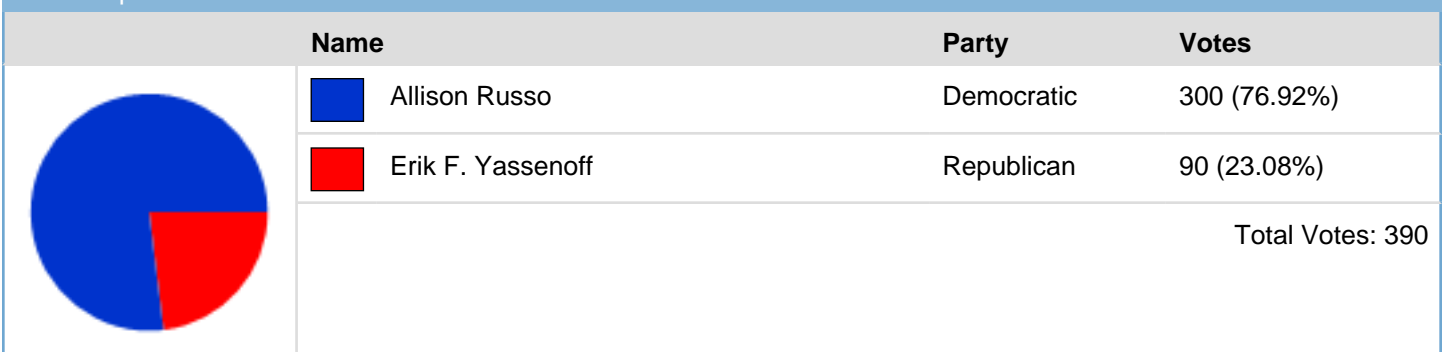 Name Party Votes
Allison Russo Democratic 300 (76.92%)
Erik F. Yassenoff Republican 90 (23.08%)
Total Votes: 390